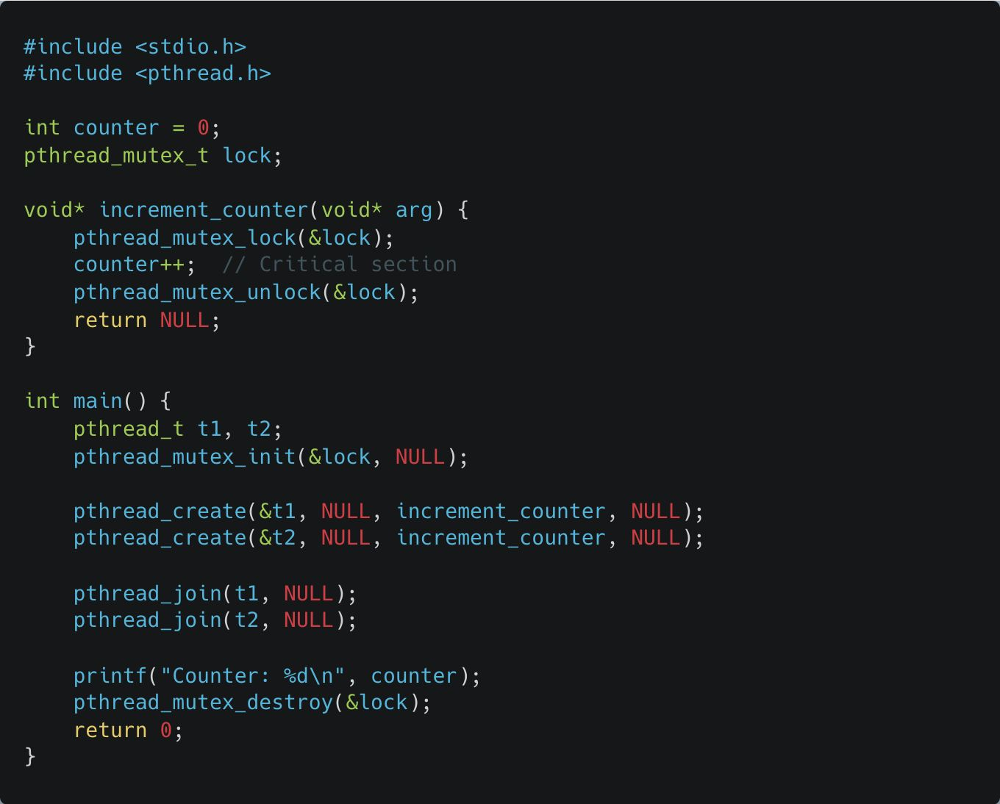 #include <stdio.h>
#include <pthread.h>

int counter = 0;
pthread_mutex_t lock;

void* increment_counter(void* arg) {
    pthread_mutex_lock(&lock);
    counter++;  // Critical section
    pthread_mutex_unlock(&lock);
    return NULL;
}

int main() {
    pthread_t t1, t2;
    pthread_mutex_init(&lock, NULL);

    pthread_create(&t1, NULL, increment_counter, NULL);
    pthread_create(&t2, NULL, increment_counter, NULL);

    pthread_join(t1, NULL);
    pthread_join(t2, NULL);

    printf("Counter: %d\n", counter);
    pthread_mutex_destroy(&lock);
    return 0;
}